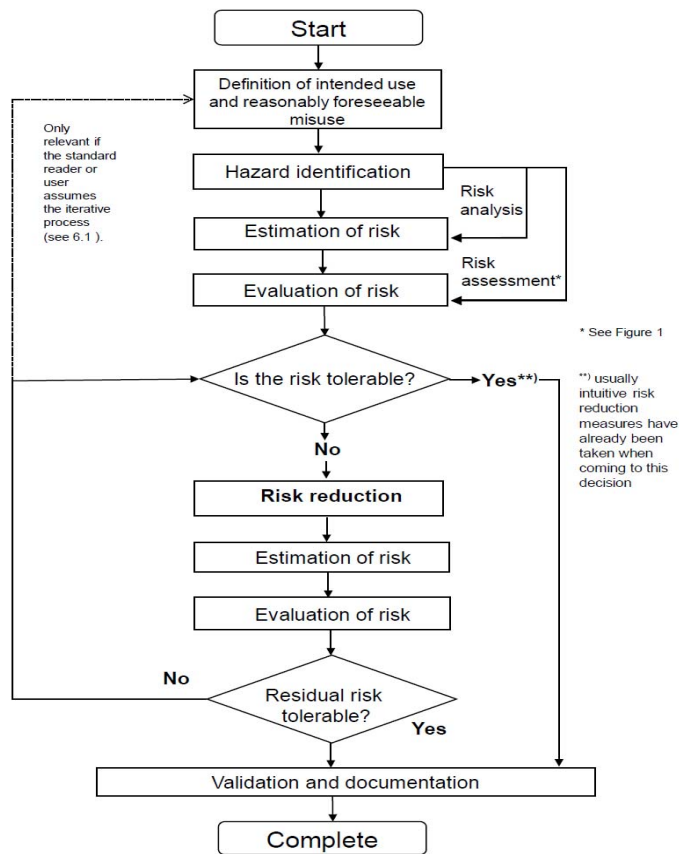 Start
Definition of intended use
and reasonably foreseeable
misuse
Only
relevant if
the standard
reader or
user
assumes
the iterative
process
(see 6.1 ).
Hazard identification
Risk
analysis
Estimation of risk
Risk
assessment*
Evaluation of risk
* See Figure 1
Is the risk tolerable?
Yes**)
**) usually
intuitive risk
reduction
measures have
already been
taken when
coming to this
decision
No
Risk reduction
Estimation of risk
Evaluation of risk
No
Residual risk
tolerable?
Yes
Validation and documentation
Complete